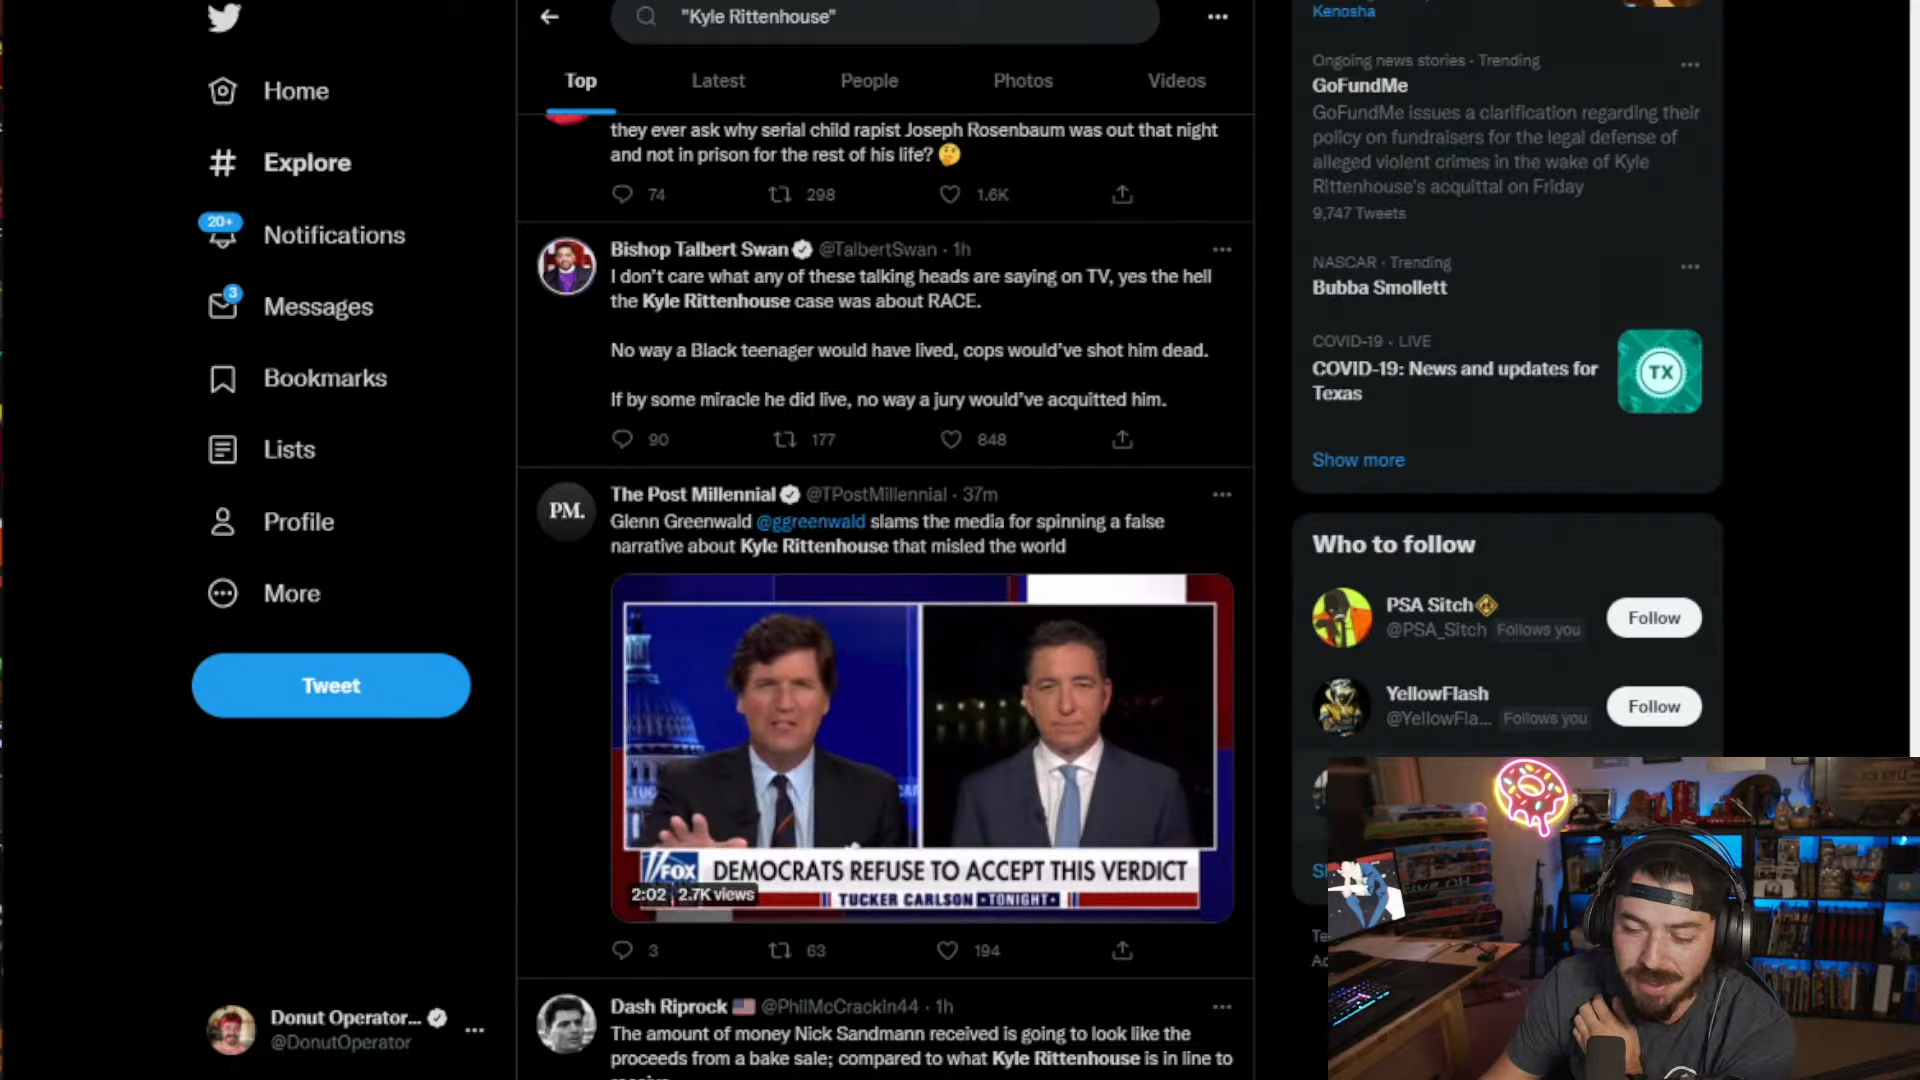 "Kyle Rittenhouse"
Home
Explore
20+
Notifications
3
Messages
Bookmarks
Lists
Profile
More
Tweet
Donut Operator...
@DonutOperator
Top
Latest
People
Photos
Videos
they ever ask why serial child rapist Joseph Rosenbaum was out that night
and not in prison for the rest of his life? 🤔
74
298
1.6K
Bishop Talbert Swan @TalbertSwan · 1h
I don't care what any of these talking heads are saying on TV, yes the hell
the Kyle Rittenhouse case was about RACE.
No way a Black teenager would have lived, cops would've shot him dead.
If by some miracle he did live, no way a jury would've acquitted him.
90
177
848
PM.
The Post Millennial @TPostMillennial · 37m
Glenn Greenwald @ggreenwald slams the media for spinning a false
narrative about Kyle Rittenhouse that misled the world
FOX
DEMOCRATS REFUSE TO ACCEPT THIS VERDICT
2:02
2.7K views
TUCKER CARLSON TONIGHT
3
63
194
Dash Riprock 🇺🇸 @PhilMcCrackin44 · 1h
The amount of money Nick Sandmann received is going to look like the
proceeds from a bake sale; compared to what Kyle Rittenhouse is in line to
Kenosha
Ongoing news stories · Trending
GoFundMe
GoFundMe issues a clarification regarding their
policy on fundraisers for the legal defense of
alleged violent crimes in the wake of Kyle
Rittenhouse's acquittal on Friday
9,747 Tweets
NASCAR · Trending
Bubba Smollett
COVID-19 · LIVE
COVID-19: News and updates for
Texas
TX
Show more
Who to follow
PSA Sitch
@PSA_Sitch
Follows you
Follow
YellowFlash
@YellowFla...
Follows you
Follow